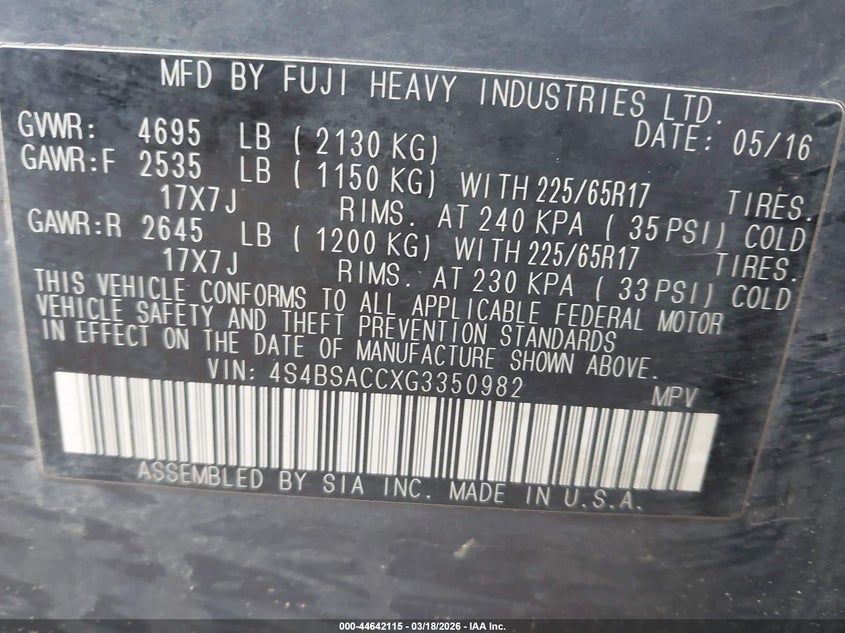 MFD BY FUJI HEAVY INDUSTRIES LTD.
DATE: 05/16
GVWR: 4695 LB ( 2130 KG)
GAWR:F 2535 LB ( 1150 KG) WITH 225/65R17 TIRES.
17X7J RIMS. AT 240 KPA ( 35 PSI) COLD
GAWR:R 2645 LB ( 1200 KG) WITH 225/65R17 TIRES.
17X7J RIMS. AT 230 KPA ( 33 PSI) COLD
THIS VEHICLE CONFORMS TO ALL APPLICABLE FEDERAL MOTOR
VEHICLE SAFETY AND THEFT PREVENTION STANDARDS
IN EFFECT ON THE DATE OF MANUFACTURE SHOWN ABOVE.
VIN: 4S4BSACCXG3350982 MPV
ASSEMBLED BY SIA INC. MADE IN U.S.A.
000-44642115 - 03/18/2026 - IAA Inc.